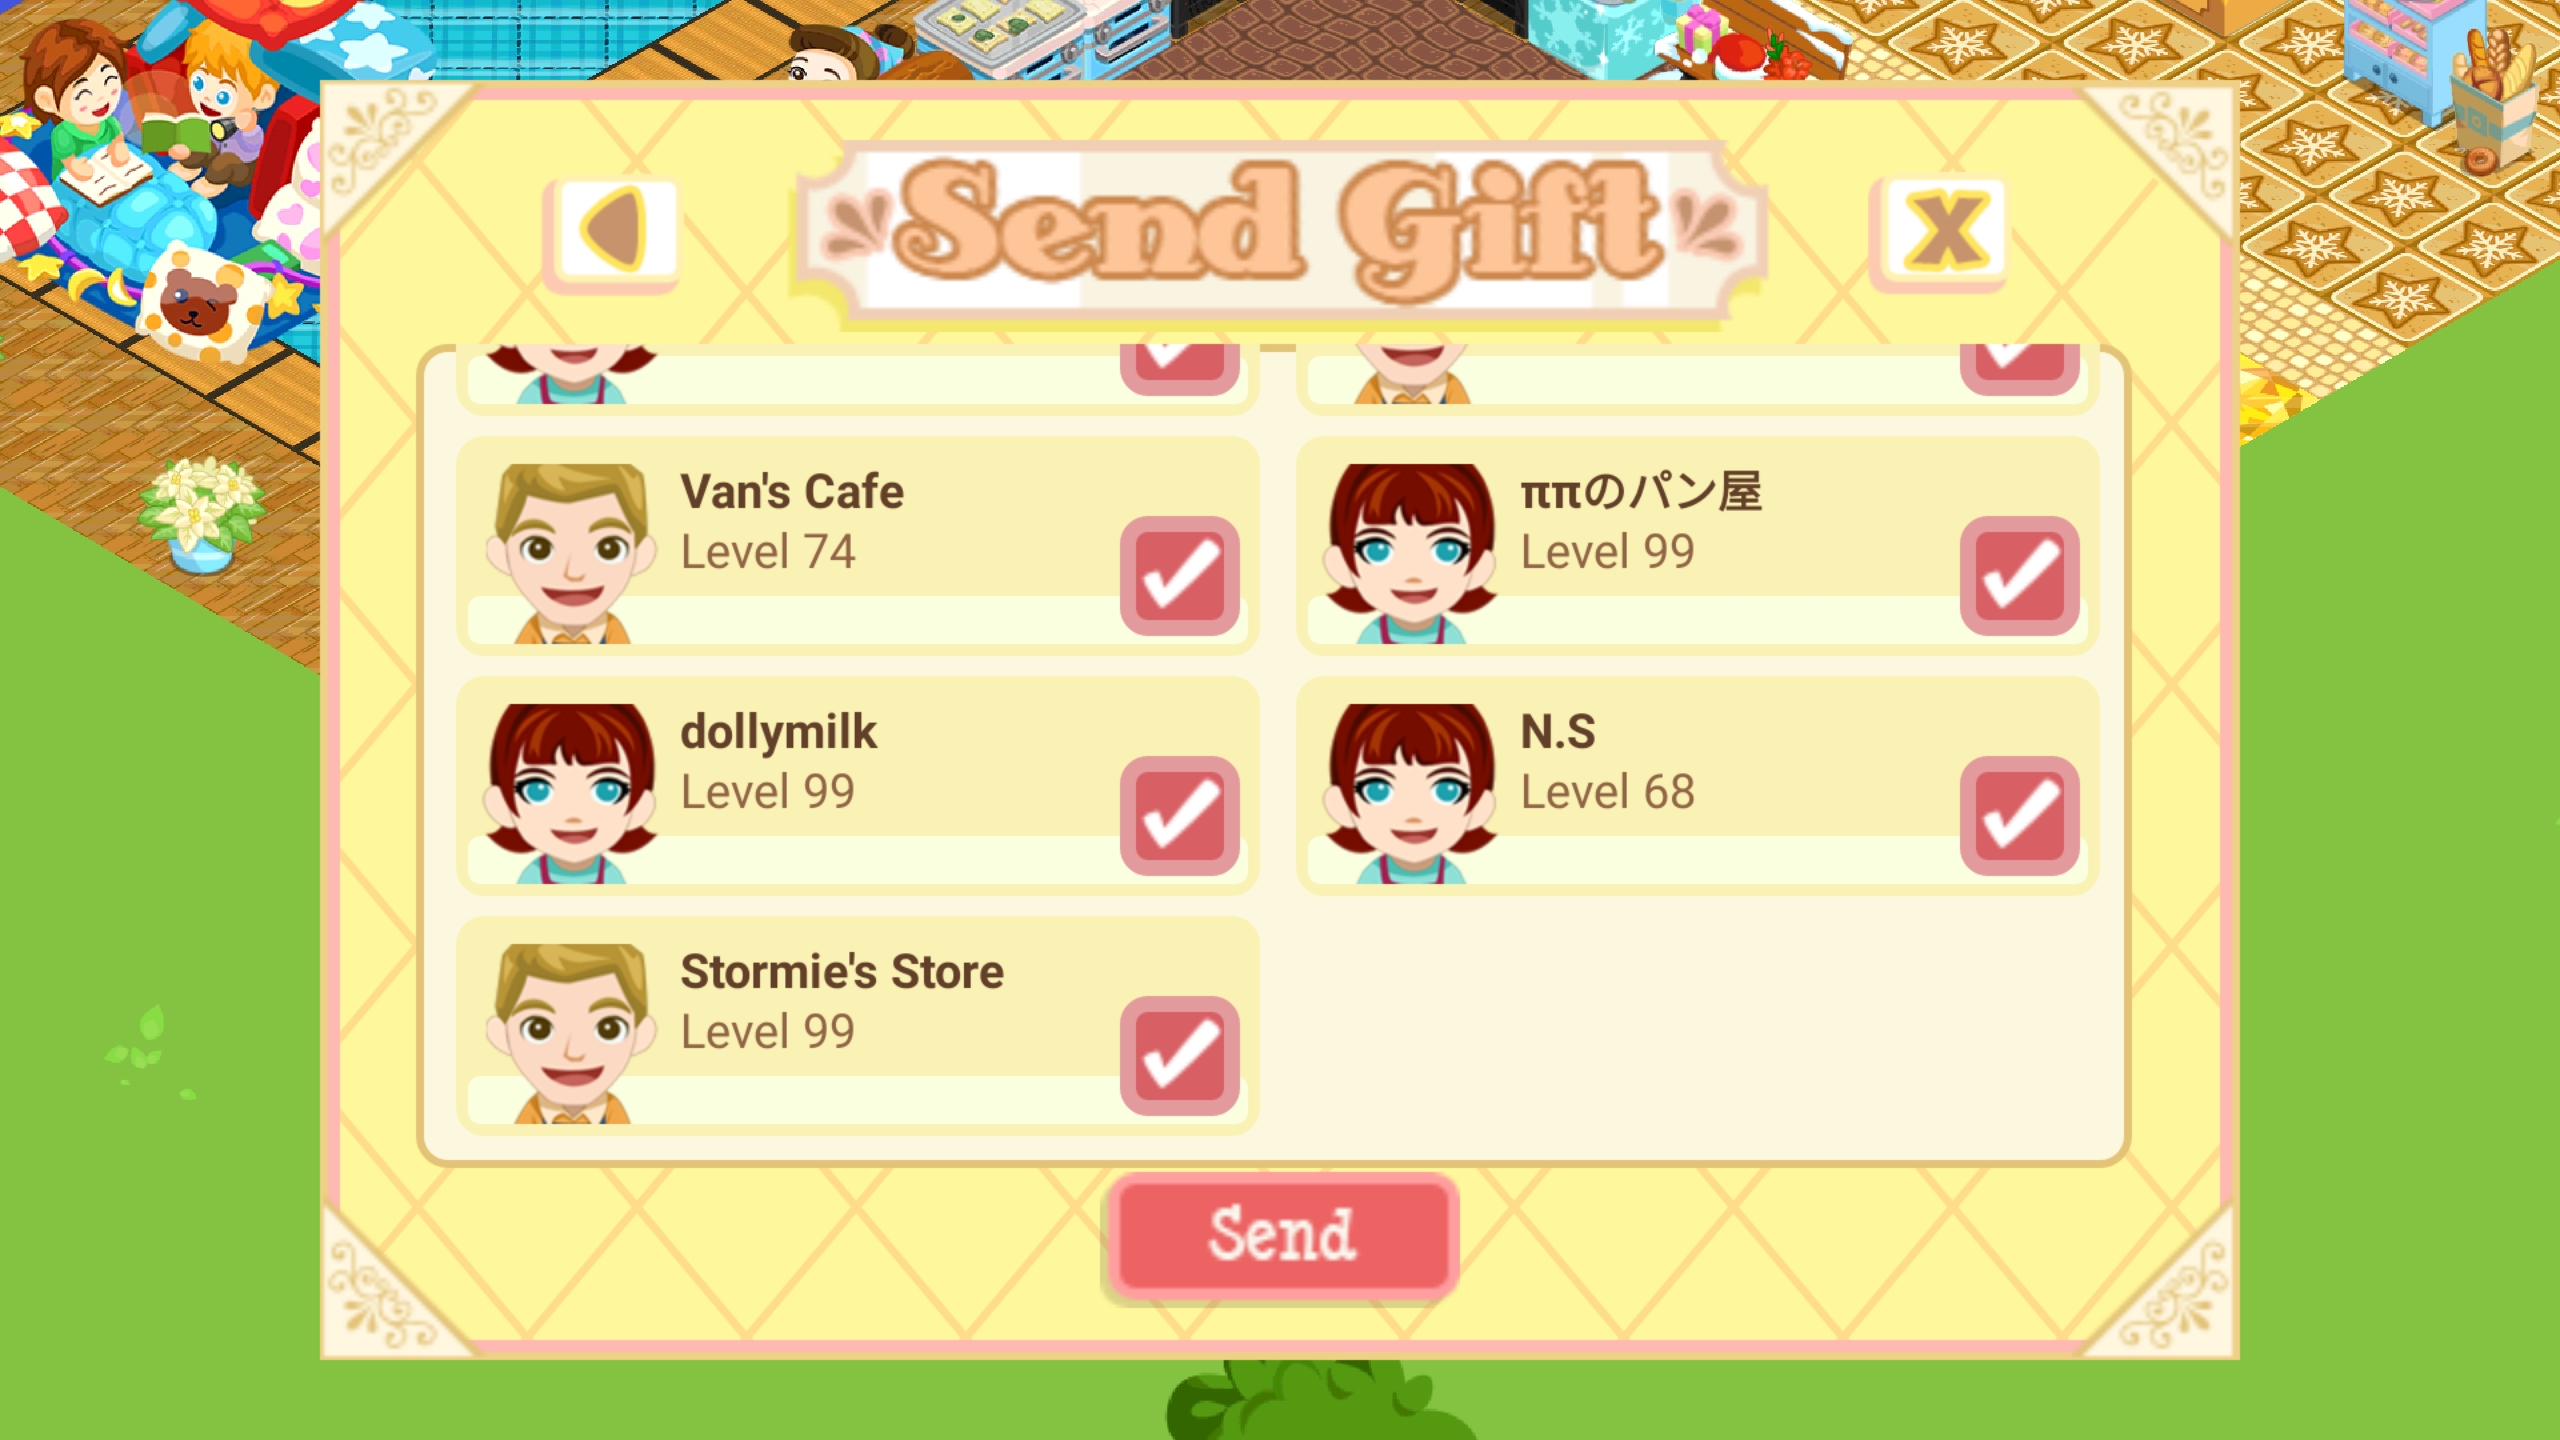 Send Gift
Van's Cafe
Level 74
ππのパン屋
Level 99
dollymilk
Level 99
N.S
Level 68
Stormie's Store
Level 99
Send